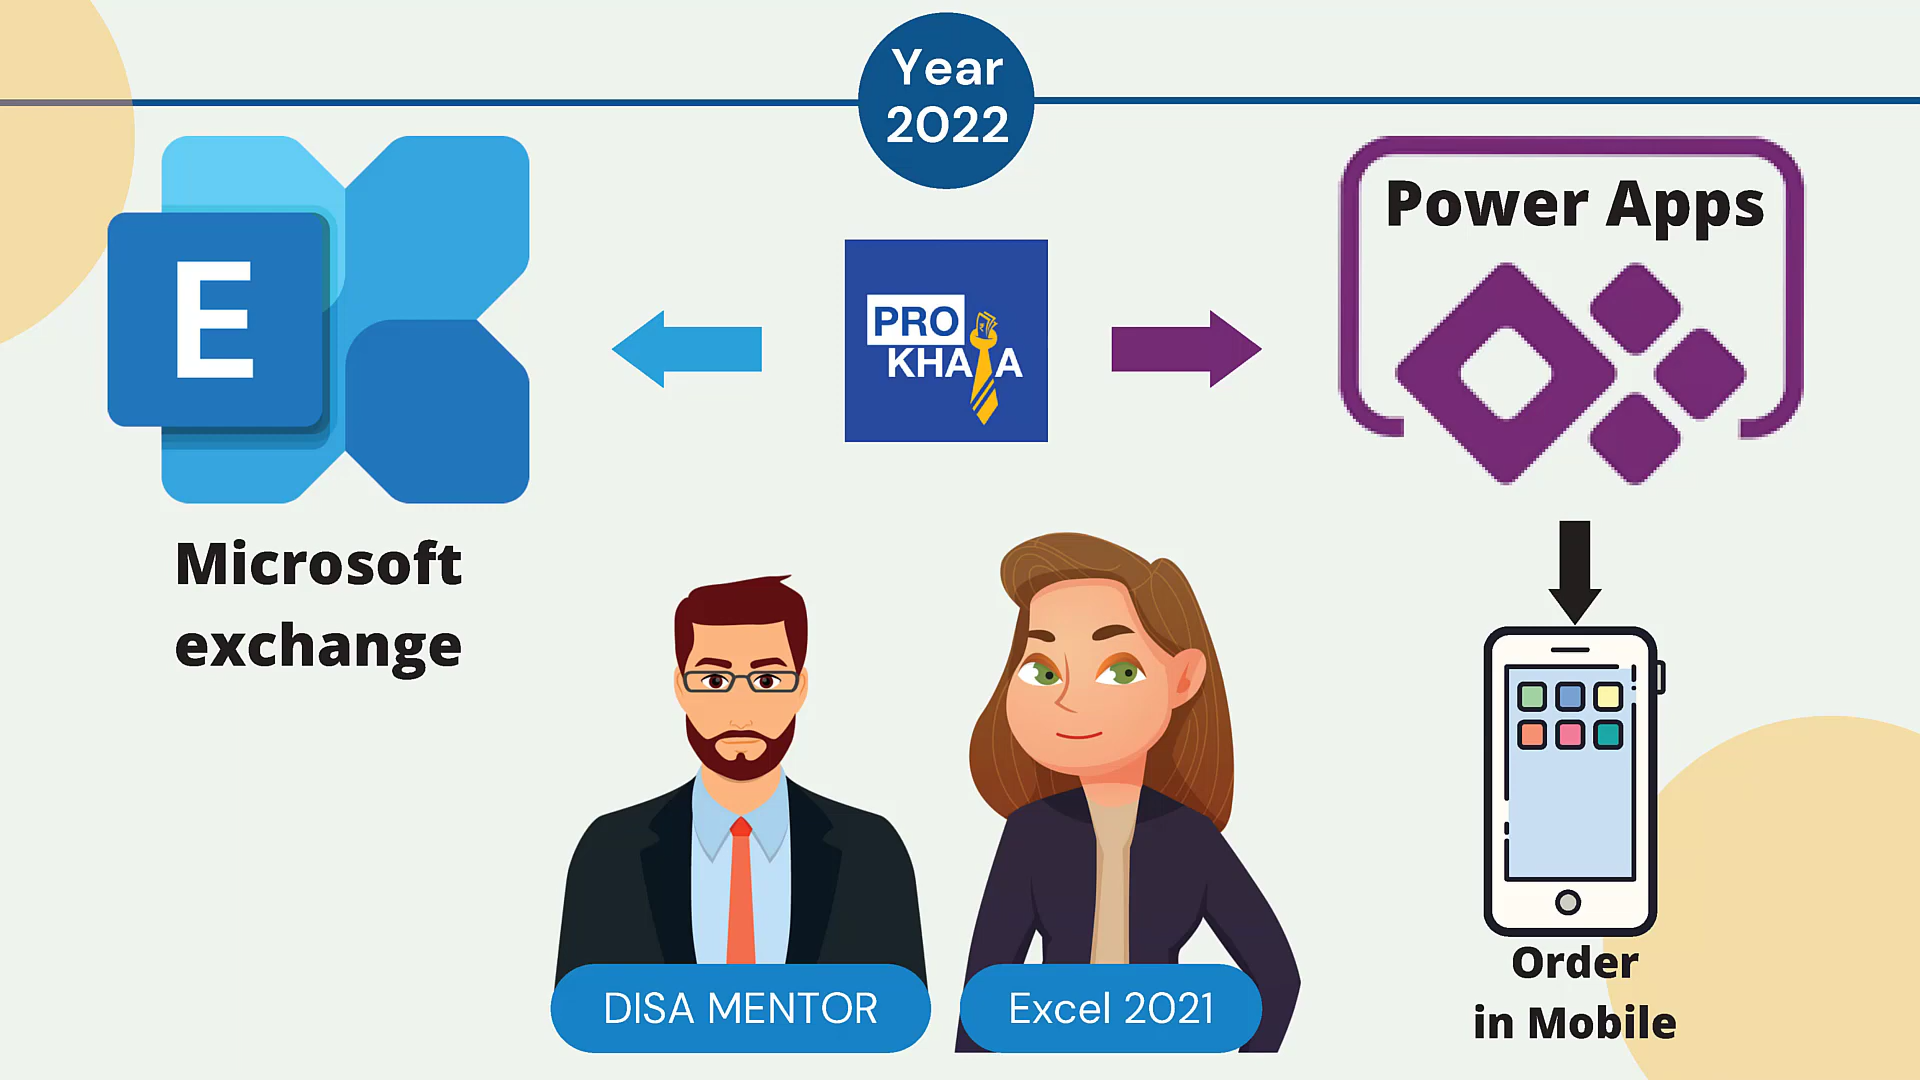 Year
2022
Power Apps
E
PRO
KHATA
Microsoft
exchange
DISA MENTOR
Excel 2021
Order
in Mobile